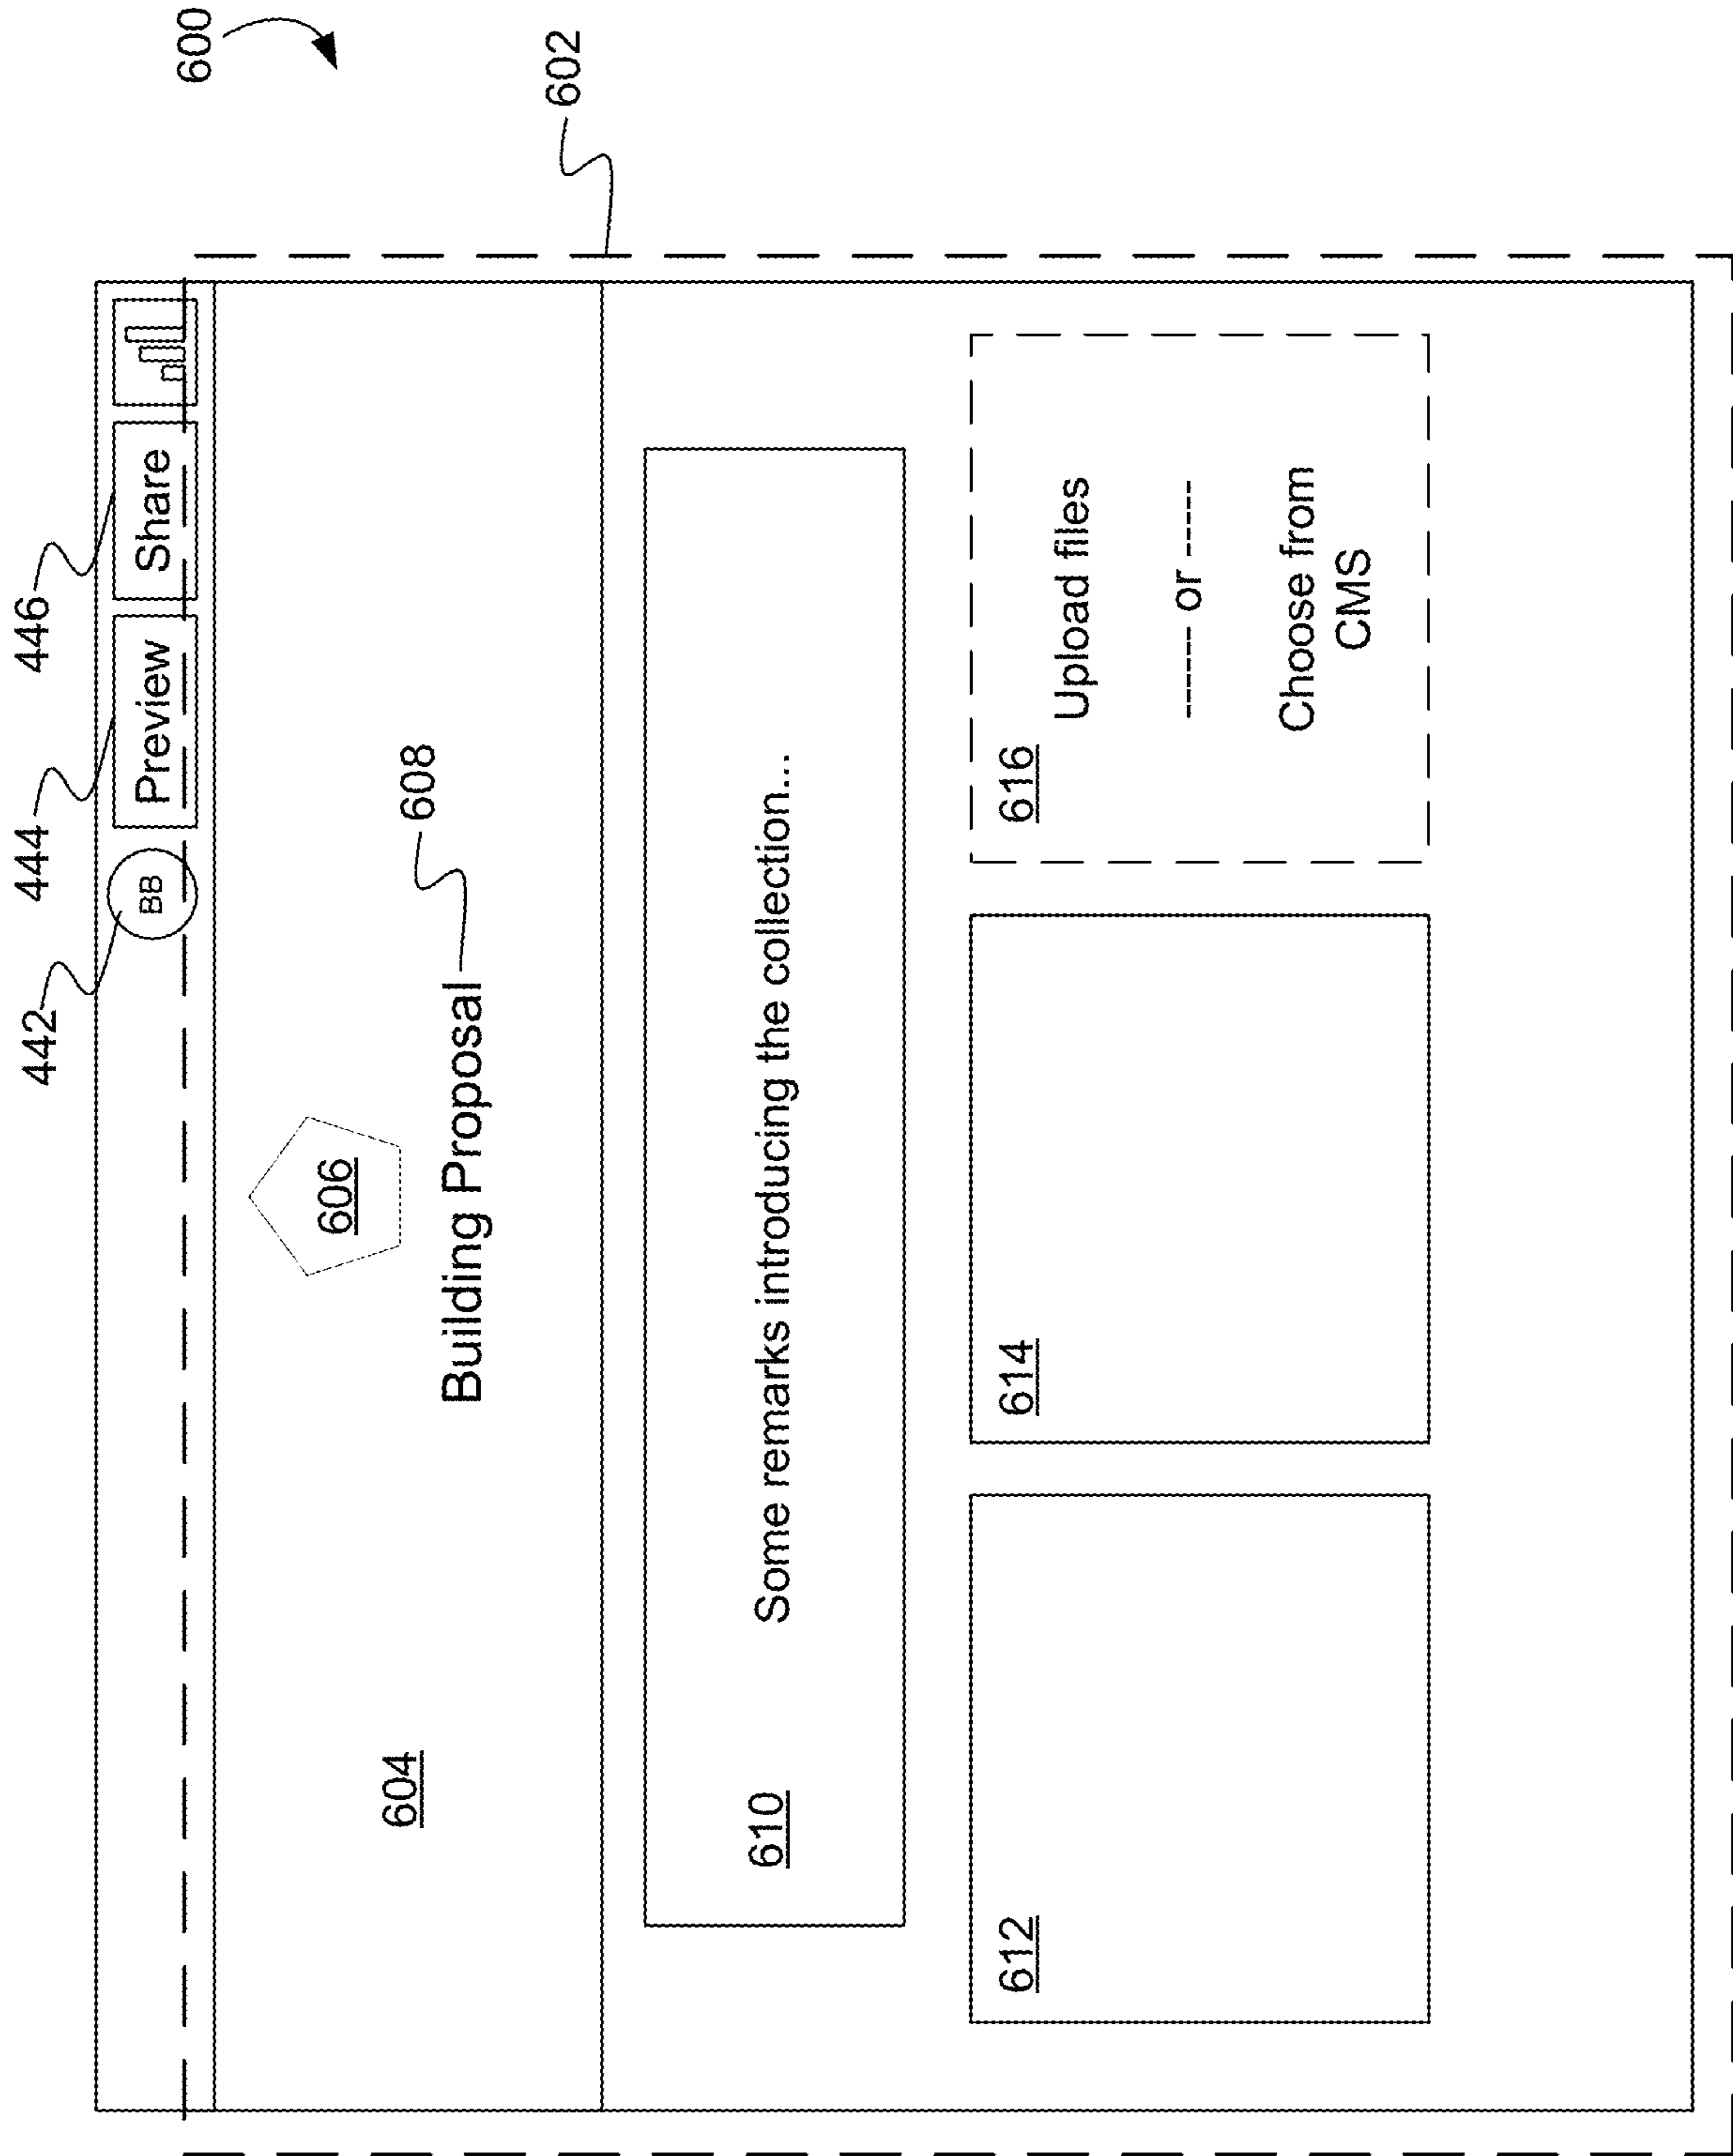 600
442
444
446
BB
Preview
Share
602
606
Building Proposal
608
604
610
Some remarks introducing the collection...
612
614
616
Upload files
------ or -----
Choose from
CMS